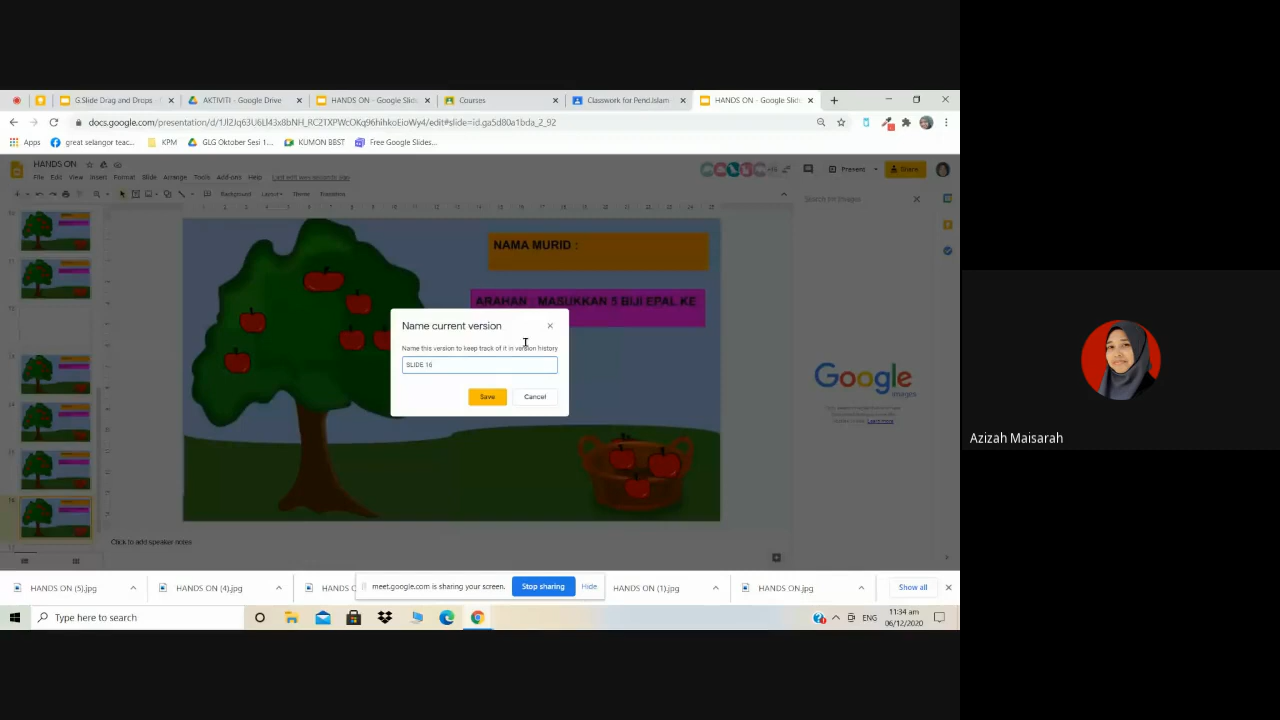 G.Slide Drag and Drops -
AKTIVITI - Google Drive
HANDS ON - Google Slid
Courses
Classwork for Pend.Islam
HANDS ON - Google Slid
docs.google.com/presentation/d/
Apps
great selangor teac...
KPM
GLG Oktober Sesi 1...
KUMON BBST
Free Google Slides...
HANDS ON
File Edit View Insert Format Slide Arrange Tools Add-ons Help
Present
Share
Background
Layout
Theme
Transition
NAMA MURID :
ARAHAN : MASUKKAN 5 BIJI EPAL KE
Name current version
Name this version to keep track of it in version history
SLIDE 16
Save
Cancel
Google
images
Learn more
Click to add speaker notes
HANDS ON (5).jpg
HANDS ON (4).jpg
HANDS O
meet.google.com is sharing your screen.
Stop sharing
Hide
HANDS ON (1).jpg
HANDS ON.jpg
Show all
Type here to search
ENG
11:34 am
06/12/2020
Azizah Maisarah